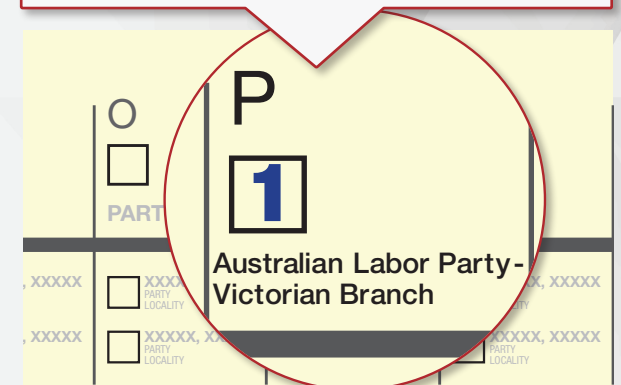 O
P
1
PART
Australian Labor Party-
Victorian Branch
, XXXXX
XXXX
X, XXXXX
PARTY
LOCALITY
, XXXXX
XXXXX, XX
XXXXX, XXXXX
PARTY
LOCALITY
PARTY
LOCALITY